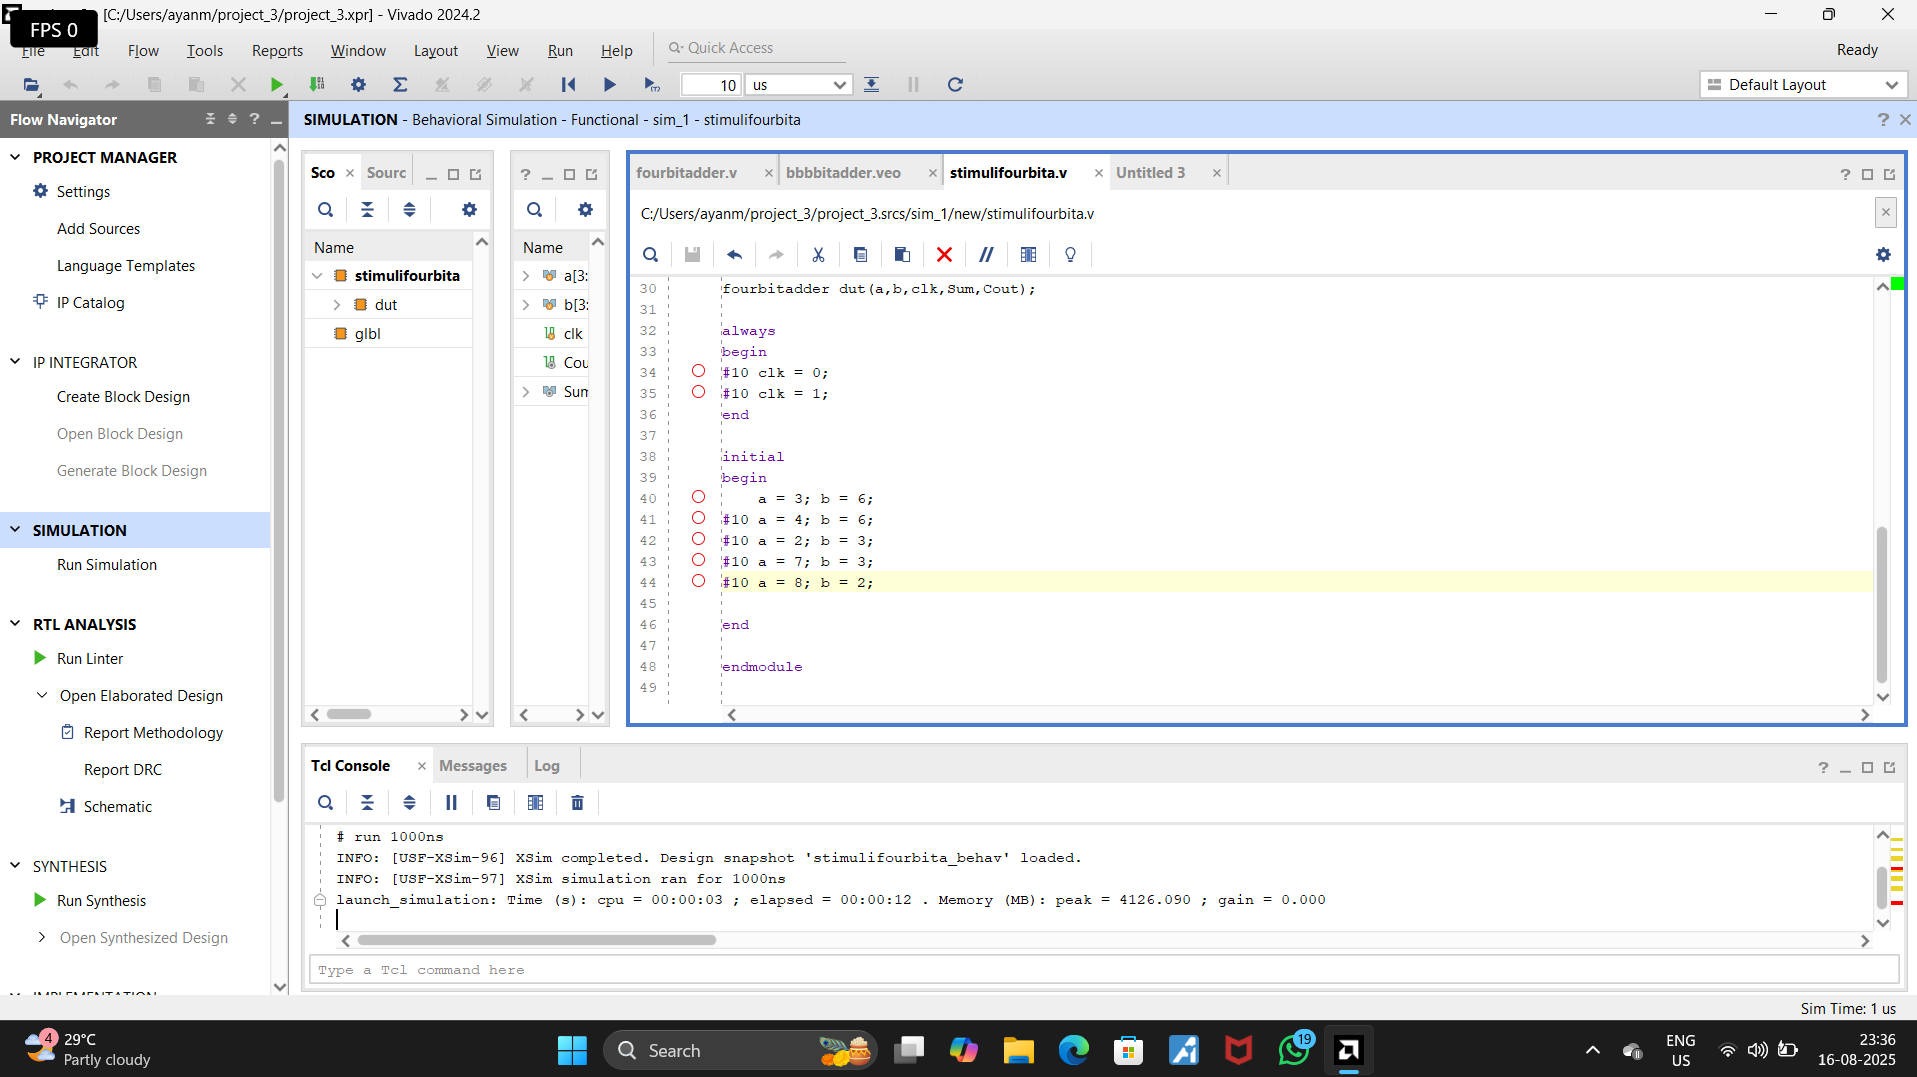 [C:/Users/ayanm/project_3/project_3.xpr] - Vivado 2024.2
FPS 0
File Edit Flow Tools Reports Window Layout View Run Help Quick Access Ready
10 us Default Layout
Flow Navigator
SIMULATION - Behavioral Simulation - Functional - sim_1 - stimulifourbita
PROJECT MANAGER
Settings
Add Sources
Language Templates
IP Catalog
IP INTEGRATOR
Create Block Design
Open Block Design
Generate Block Design
SIMULATION
Run Simulation
RTL ANALYSIS
Run Linter
Open Elaborated Design
Report Methodology
Report DRC
Schematic
SYNTHESIS
Run Synthesis
Open Synthesized Design
IMPLEMENTATION
Sco Sourc
Name
stimulifourbita
dut
glbl
Name
a[3:
b[3:
clk
Cou
Sum
fourbitadder.v bbbbitadder.veo stimulifourbita.v Untitled 3
C:/Users/ayanm/project_3/project_3.srcs/sim_1/new/stimulifourbita.v
30 fourbitadder dut(a,b,clk,Sum,Cout);
31
32 always
33 begin
34 #10 clk = 0;
35 #10 clk = 1;
36 end
37
38 initial
39 begin
40 a = 3; b = 6;
41 #10 a = 4; b = 6;
42 #10 a = 2; b = 3;
43 #10 a = 7; b = 3;
44 #10 a = 8; b = 2;
45
46 end
47
48 endmodule
49
Tcl Console Messages Log
# run 1000ns
INFO: [USF-XSim-96] XSim completed. Design snapshot 'stimulifourbita_behav' loaded.
INFO: [USF-XSim-97] XSim simulation ran for 1000ns
launch_simulation: Time (s): cpu = 00:00:03 ; elapsed = 00:00:12 . Memory (MB): peak = 4126.090 ; gain = 0.000
Type a Tcl command here
Sim Time: 1 us
4 29°C
Partly cloudy
Search
19
ENG
US
23:36
16-08-2025